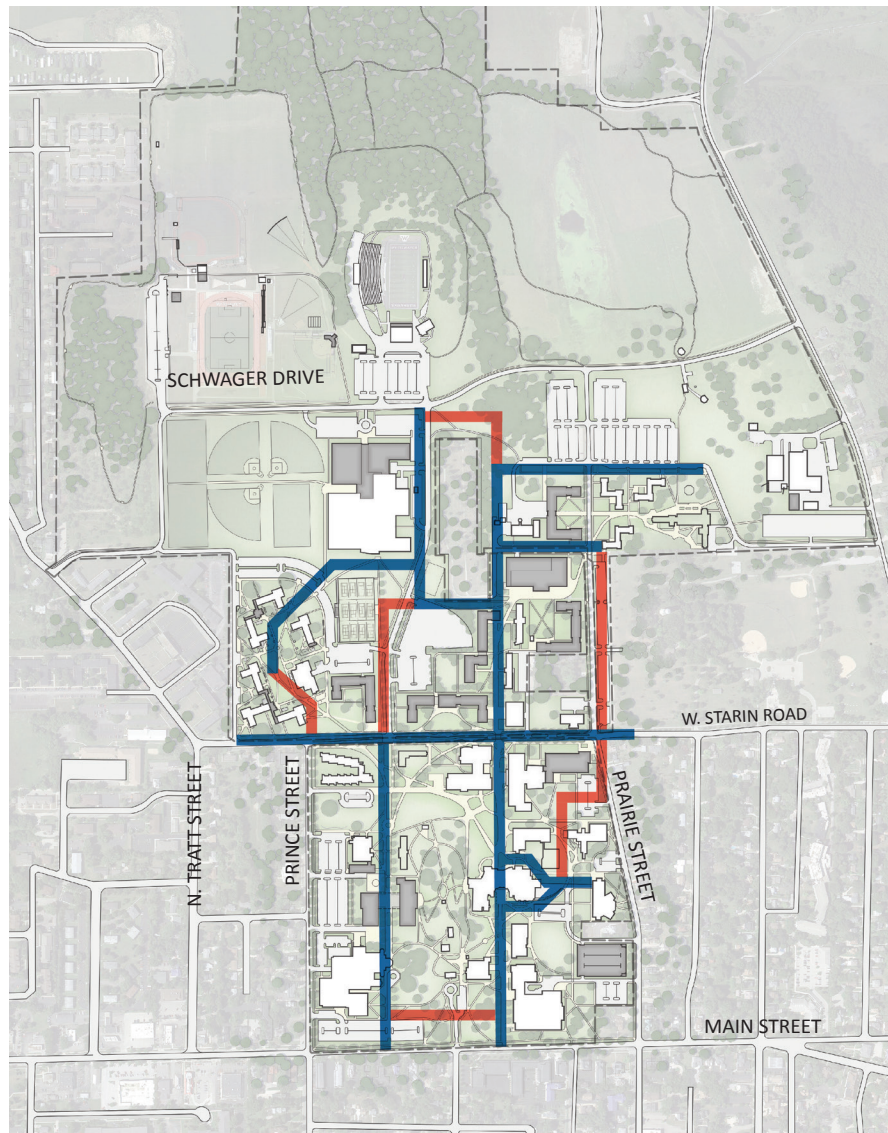 SCHWAGER DRIVE
W. STARIN ROAD
N. TRATT STREET
PRINCE STREET
PRAIRIE STREET
MAIN STREET